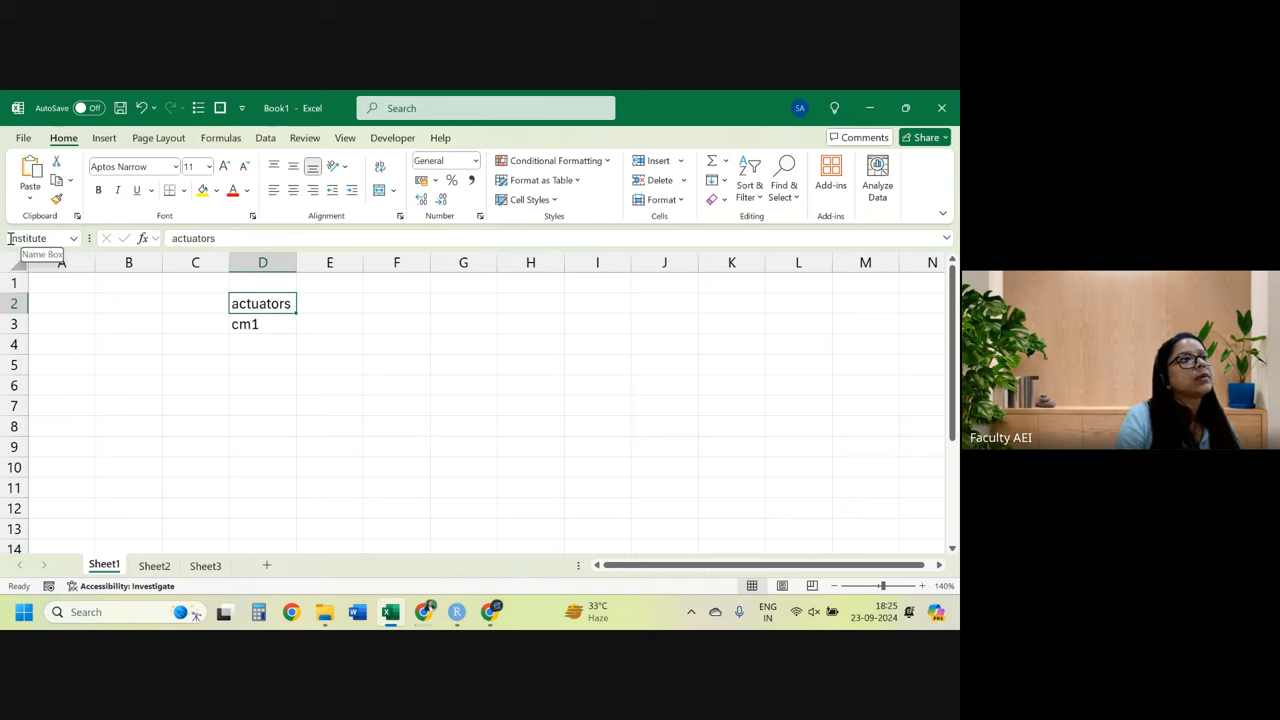 AutoSave Off Book1 - Excel Search SA
File Home Insert Page Layout Formulas Data Review View Developer Help Comments Share
Paste Aptos Narrow 11 General Conditional Formatting Insert Sort & Filter Find & Select Add-ins Analyze Data
B I U Format as Table Delete
Cell Styles Format
Clipboard Font Alignment Number Styles Cells Editing Add-ins
nstitute fx actuators
Name Box
A B C D E F G H I J K L M N
1
2 actuators
3 cm1
4
5
6
7
8
9
10
11
12
13
14
Sheet1 Sheet2 Sheet3
Ready Accessibility: Investigate 140%
Search 33°C Haze ENG IN 18:25 23-09-2024
Faculty AEI